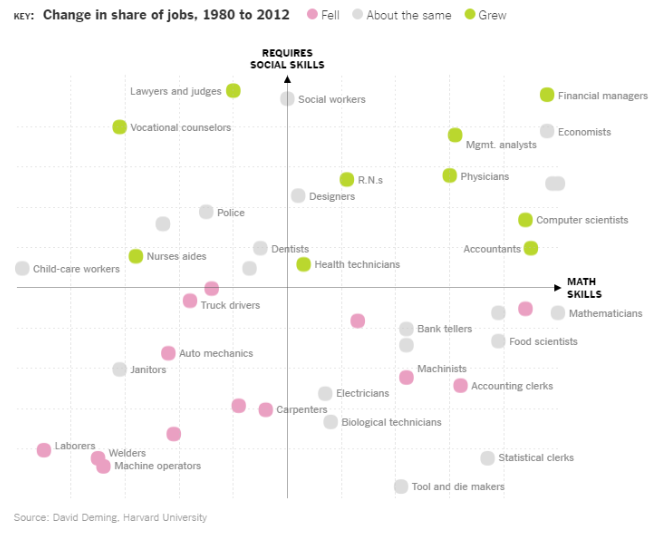 KEY: Change in share of jobs, 1980 to 2012 Fell About the same Grew
REQUIRES
SOCIAL SKILLS
Lawyers and judges
Social workers
Financial managers
Vocational counselors
Economists
Mgmt. analysts
R.N.s
Physicians
Designers
Police
Computer scientists
Nurses aides
Dentists
Accountants
Child-care workers
Health technicians
MATH
SKILLS
Truck drivers
Mathematicians
Bank tellers
Food scientists
Auto mechanics
Janitors
Machinists
Accounting clerks
Electricians
Carpenters
Biological technicians
Laborers
Welders
Machine operators
Statistical clerks
Tool and die makers
Source: David Deming, Harvard University